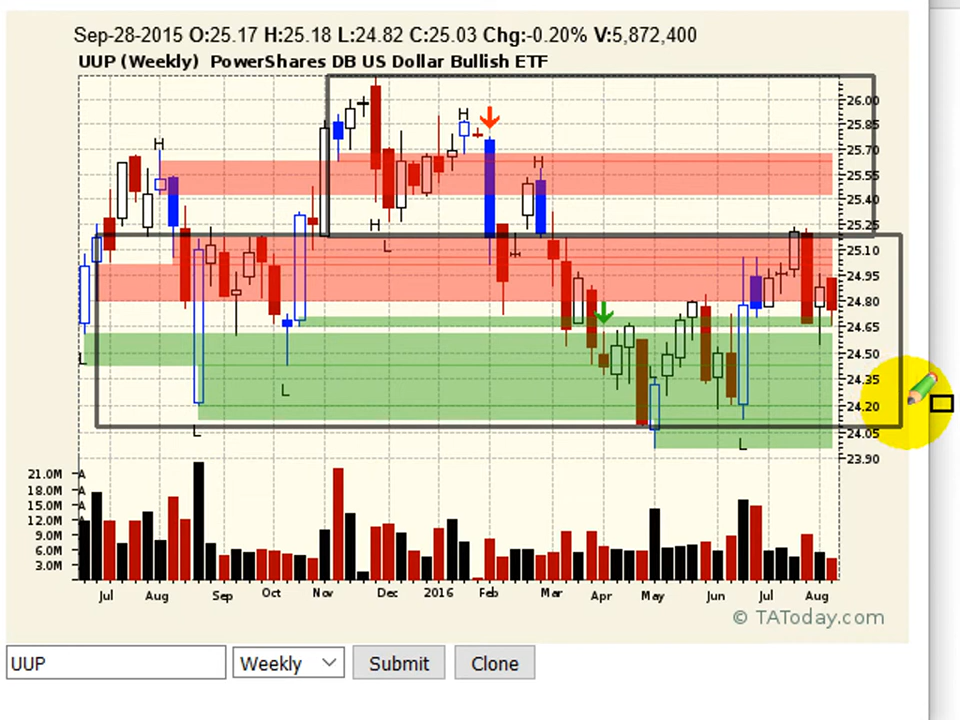 Sep-28-2015 O:25.17 H:25.18 L:24.82 C:25.03 Chg:-0.20% V:5,872,400
UUP (Weekly) PowerShares DB US Dollar Bullish ETF
26.00
25.85
H
H
25.70
H
25.55
25.40
H
25.25
L
25.10
24.95
24.80
24.65
24.50
L
24.35
L
24.20
L
24.05
L
23.90
21.0M A
18.0M A
15.0M A
12.0M A
9.0M
6.0M
3.0M
Jul Aug Sep Oct Nov Dec 2016 Feb Mar Apr May Jun Jul Aug
© TAToday.com
UUP Weekly Submit Clone